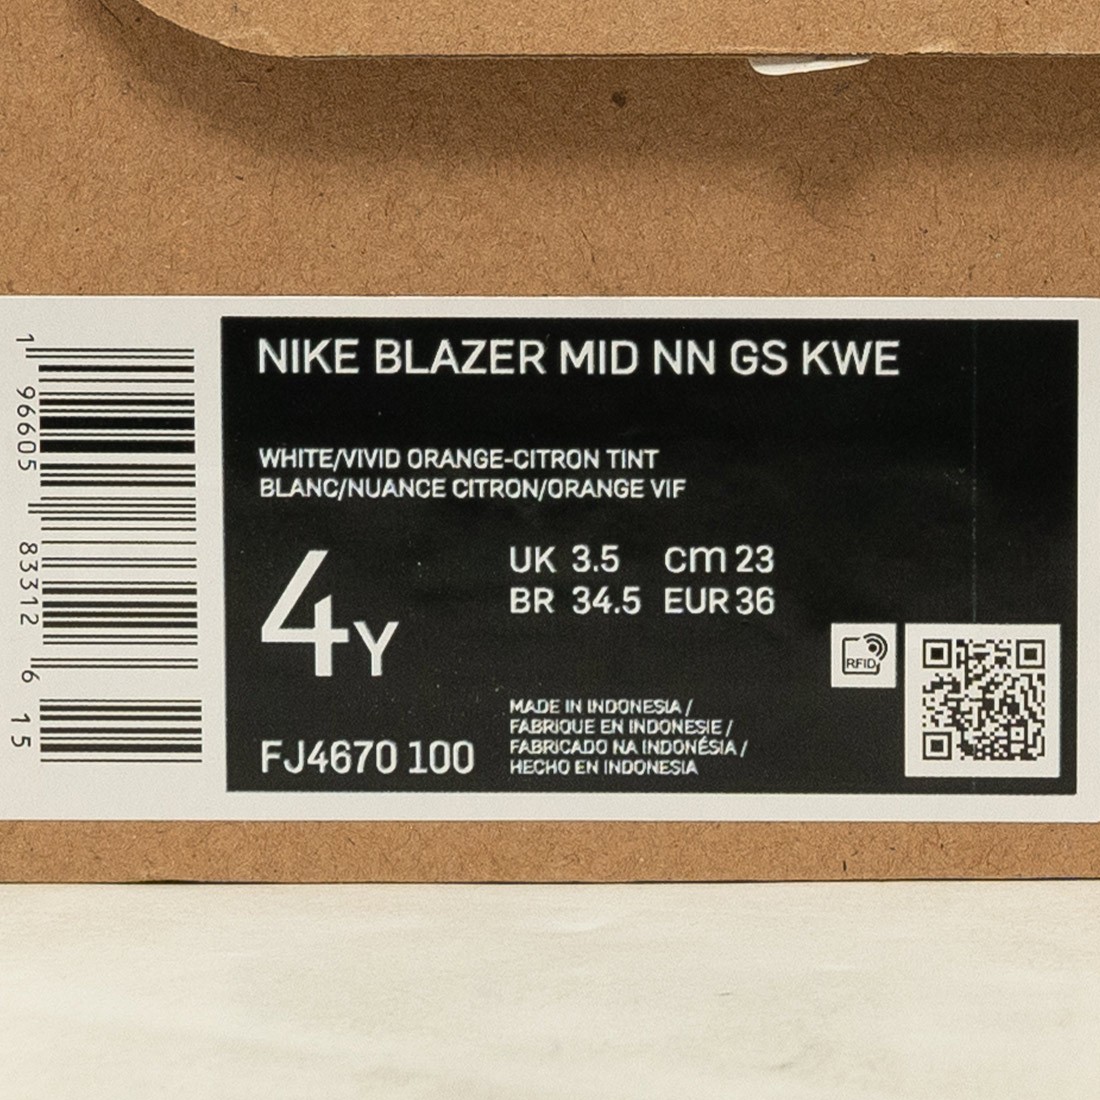 NIKE BLAZER MID NN GS KWE
WHITE/VIVID ORANGE-CITRON TINT
BLANC/NUANCE CITRON/ORANGE VIF
4Y
UK 3.5 cm 23
BR 34.5 EUR 36
RFID
FJ4670 100
MADE IN INDONESIA /
FABRIQUE EN INDONESIE /
FABRICADO NA INDONÉSIA /
HECHO EN INDONESIA
1 96605 83312 6 15